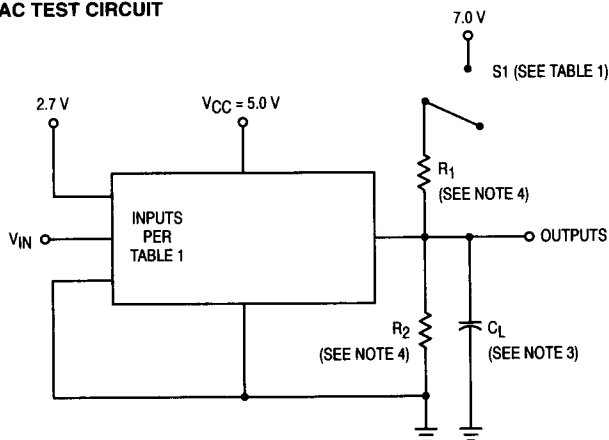 AC TEST CIRCUIT
7.0 V
S1 (SEE TABLE 1)
2.7 V
VCC = 5.0 V
R1
(SEE NOTE 4)
INPUTS
PER
TABLE 1
VIN
OUTPUTS
R2
(SEE NOTE 4)
CL
(SEE NOTE 3)